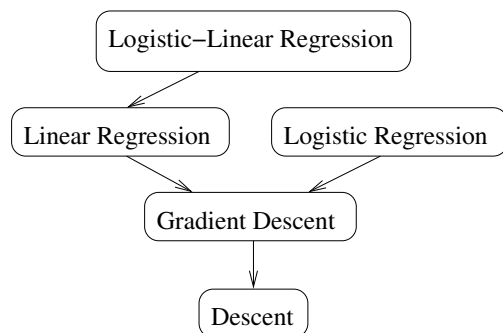 Logistic−Linear Regression
Linear Regression
Logistic Regression
Gradient Descent
Descent